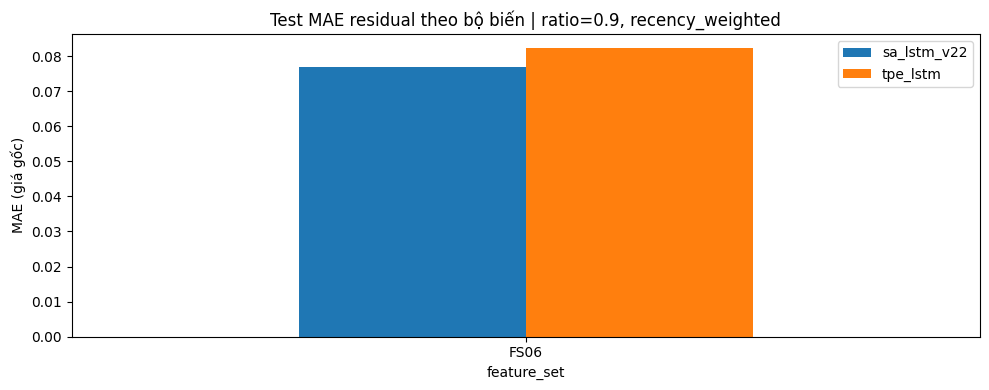 Test MAE residual theo bộ biến | ratio=0.9, recency_weighted
sa_lstm_v22
tpe_lstm
MAE (giá gốc)
0.08
0.07
0.06
0.05
0.04
0.03
0.02
0.01
0.00
FS06
feature_set